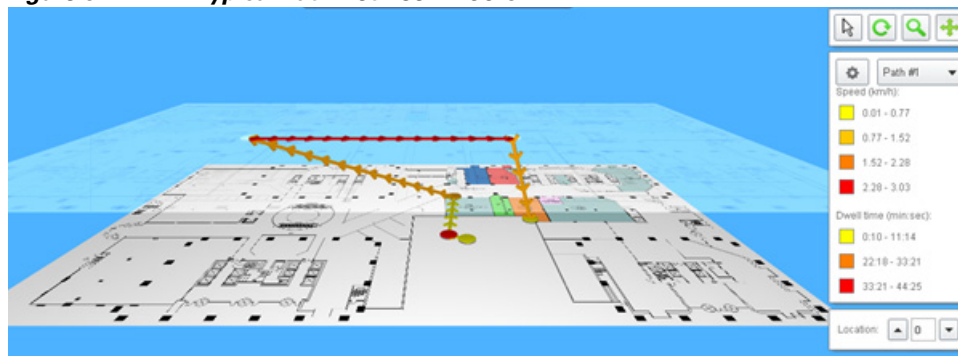 Path #1
Speed (km/h):
0.01 - 0.77
0.77 - 1.52
1.52 - 2.28
2.28 - 3.03
Dwell time (min:sec):
0:10 - 11:14
22:18 - 33:21
33:21 - 44:25
Location: 0